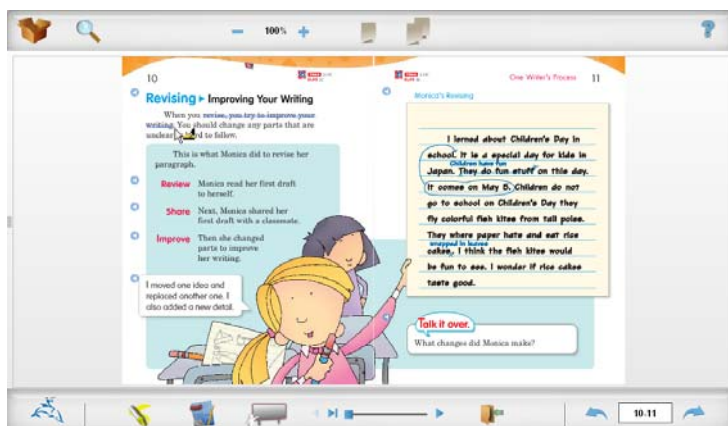 100%
10
Revising ▸ Improving Your Writing
When you revise, you try to improve your
writing. You should change any parts that are
unclear hard to follow.
This is what Monica did to revise her
paragraph.
Review Monica read her first draft
to herself.
Share Next, Monica shared her
first draft with a classmate.
Improve Then she changed
parts to improve
her writing.
I moved one idea and
replaced another one. I
also added a new detail.
One Writer's Process 11
Monica's Revising
I lerned about Children's Day in
school. It is a special day for kids in
Children have fun
Japan. They do fun stuff on this day.
It comes on May 5. Children do not
go to school on Children's Day they
fly colorful fish kites from tall poles.
They where paper hats and eat rice
wrapped in leaves
cakes. I think the fish kites would
be fun to see. I wonder if rice cakes
taste good.
Talk it over.
What changes did Monica make?
10-11